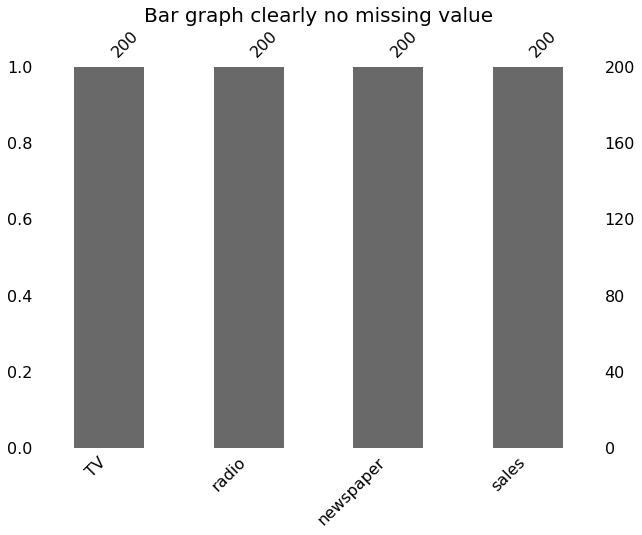 Bar graph clearly no missing value
200 200 200 200
1.0 200
0.8 160
0.6 120
0.4 80
0.2 40
0.0 0
TV radio newspaper sales